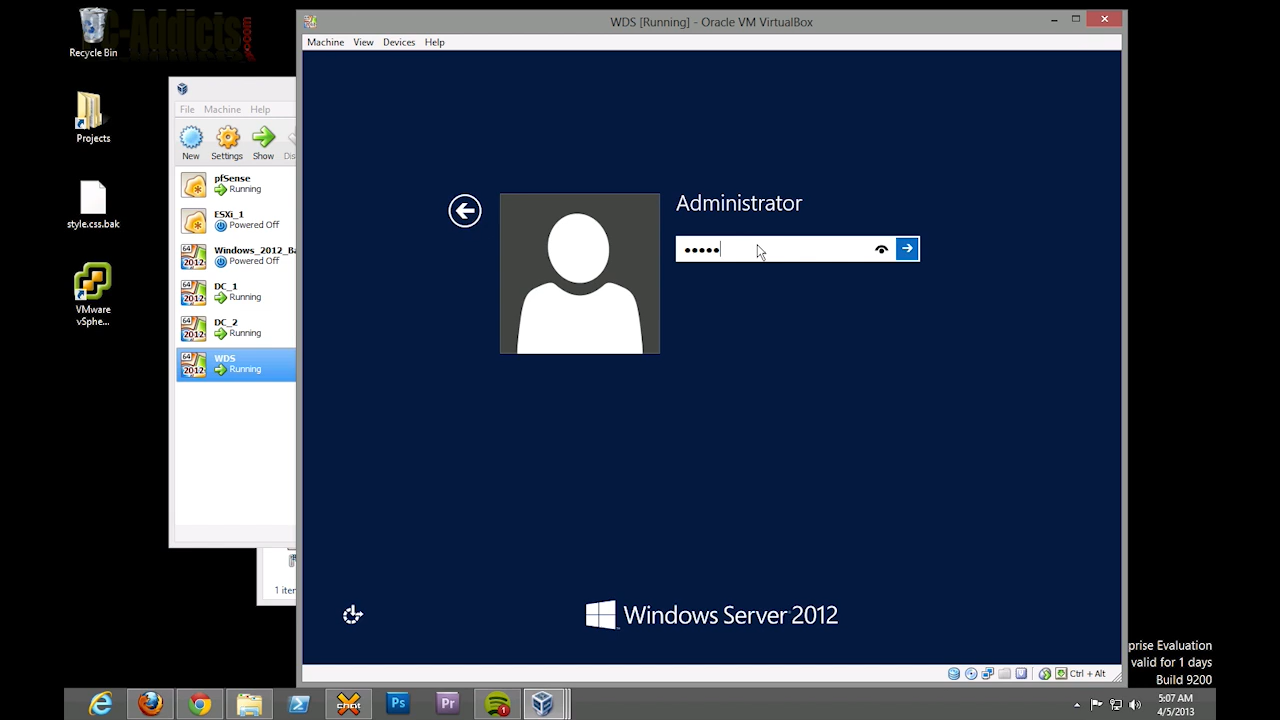 C-Addicts.com
Recycle Bin
Projects
style.css.bak
VMware
vSphe...
File Machine Help
New Settings Show
pfSense
Running
ESXi_1
Powered Off
Windows_2012_Ba
Powered Off
DC_1
Running
DC_2
Running
WDS
Running
1 iter
WDS [Running] - Oracle VM VirtualBox
Machine View Devices Help
Administrator
Windows Server 2012
Ctrl + Alt
prise Evaluation
valid for 1 days
Build 9200
5:07 AM
4/5/2013